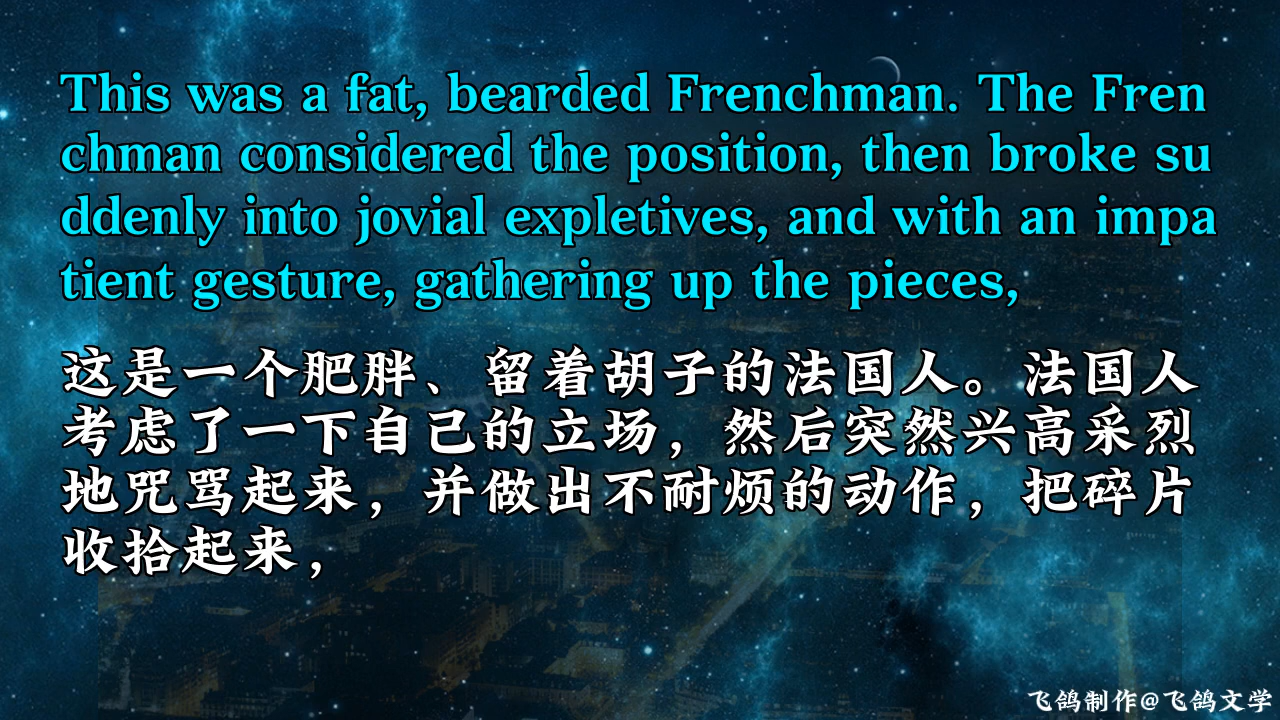 This was a fat, bearded Frenchman. The Fren
chman considered the position, then broke su
ddenly into jovial expletives, and with an impa
tient gesture, gathering up the pieces,
这是一个肥胖、留着胡子的法国人。法国人
考虑了一下自己的立场，然后突然兴高采烈
地咒骂起来，并做出不耐烦的动作，把碎片
收拾起来，
飞鸽制作@飞鸽文学